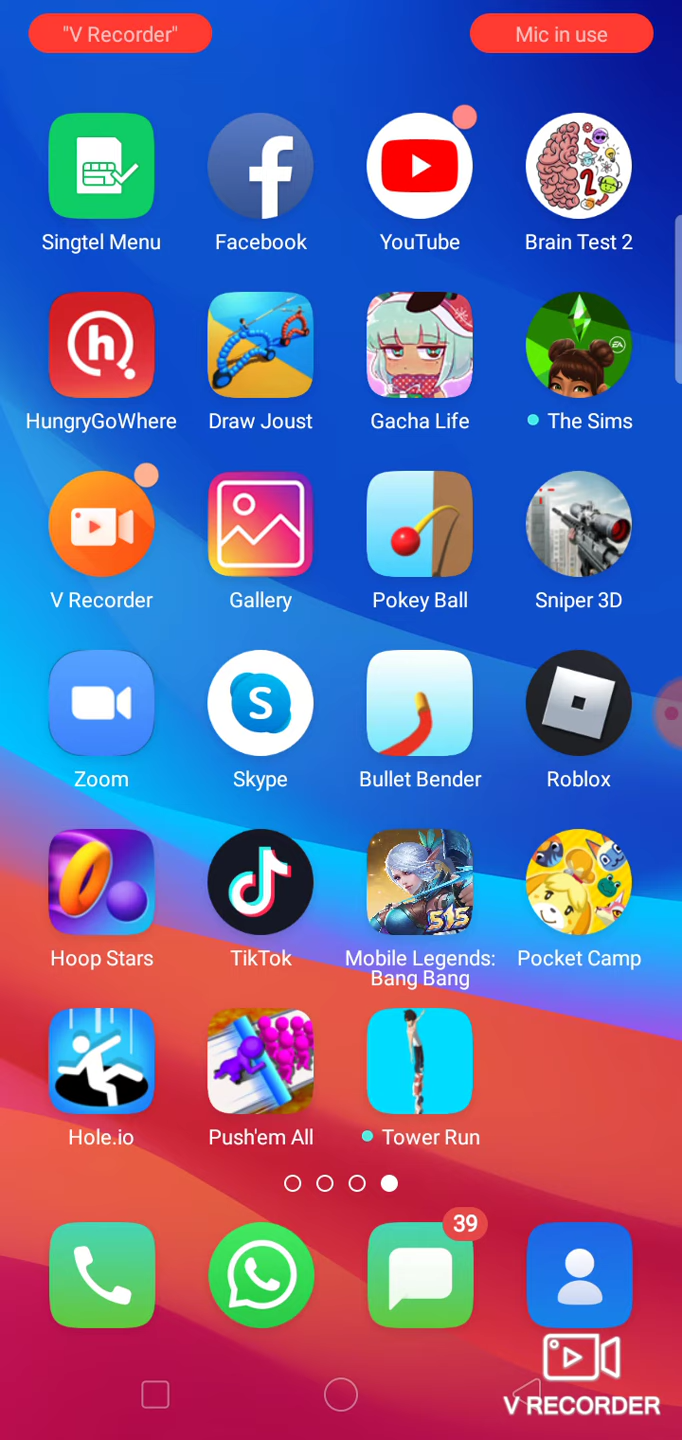 "V Recorder" Mic in use
Singtel Menu Facebook YouTube Brain Test 2
HungryGoWhere Draw Joust Gacha Life The Sims
V Recorder Gallery Pokey Ball Sniper 3D
Zoom Skype Bullet Bender Roblox
515
Hoop Stars TikTok Mobile Legends: Pocket Camp
Bang Bang
Hole.io Push'em All Tower Run
39
V RECORDER